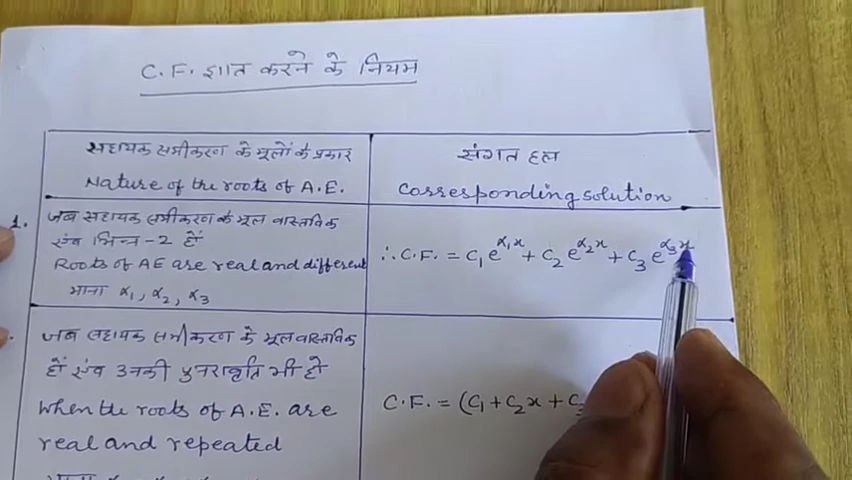 C.F. ज्ञात करने के नियम
सहायक समीकरण के मूलों के प्रकार
Nature of the roots of A.E.
संगत हल
Corresponding solution
1. जब सहायक समीकरण के मूल वास्तविक
एंव भिन्न-2 हों
Roots of AE are real and different
माना α₁, α₂, α₃
∴ C.F. = C₁e^α₁x + C₂e^α₂x + C₃e^α₃x
जब सहायक समीकरण के मूल वास्तविक
हों एंव उनकी पुनरावृति भी हो
When the roots of A.E. are
real and repeated
माना
C.F. = (C₁ + C₂x + C₃